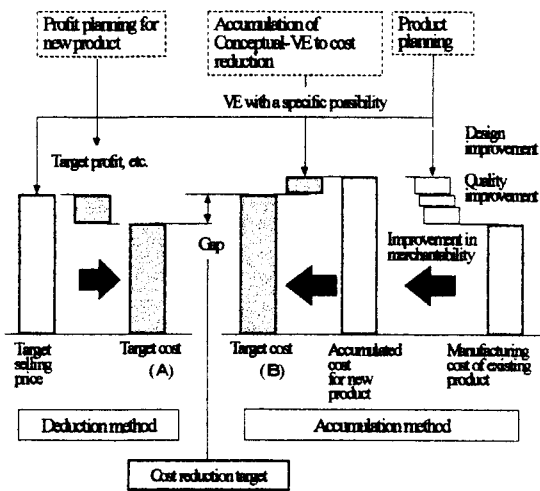 Profit planning for
new product
Accumulation of
Conceptual-VE to cost
reduction
Product
planning
VE with a specific possibility
Design
improvement
Target profit, etc.
Quality
improvement
Gap
Improvement in
merchantability
Target
selling
price
Target cost
(A)
Target cost
(B)
Accumulated
cost
for new
product
Manufacturing
cost of existing
product
Deduction method
Accumulation method
Cost reduction target